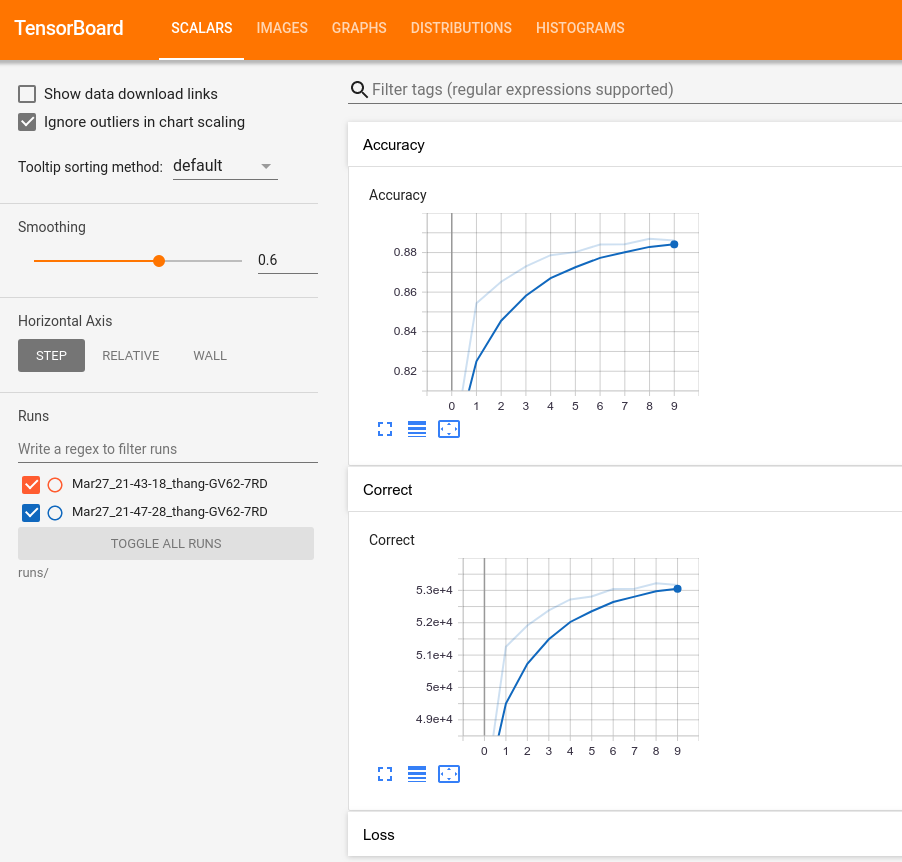 TensorBoard SCALARS IMAGES GRAPHS DISTRIBUTIONS HISTOGRAMS
Show data download links
Ignore outliers in chart scaling
Tooltip sorting method: default
Smoothing
0.6
Horizontal Axis
STEP RELATIVE WALL
Runs
Write a regex to filter runs
Mar27_21-43-18_thang-GV62-7RD
Mar27_21-47-28_thang-GV62-7RD
TOGGLE ALL RUNS
runs/
Filter tags (regular expressions supported)
Accuracy
Accuracy
0.88
0.86
0.84
0.82
0 1 2 3 4 5 6 7 8 9
Correct
Correct
5.3e+4
5.2e+4
5.1e+4
5e+4
4.9e+4
0 1 2 3 4 5 6 7 8 9
Loss